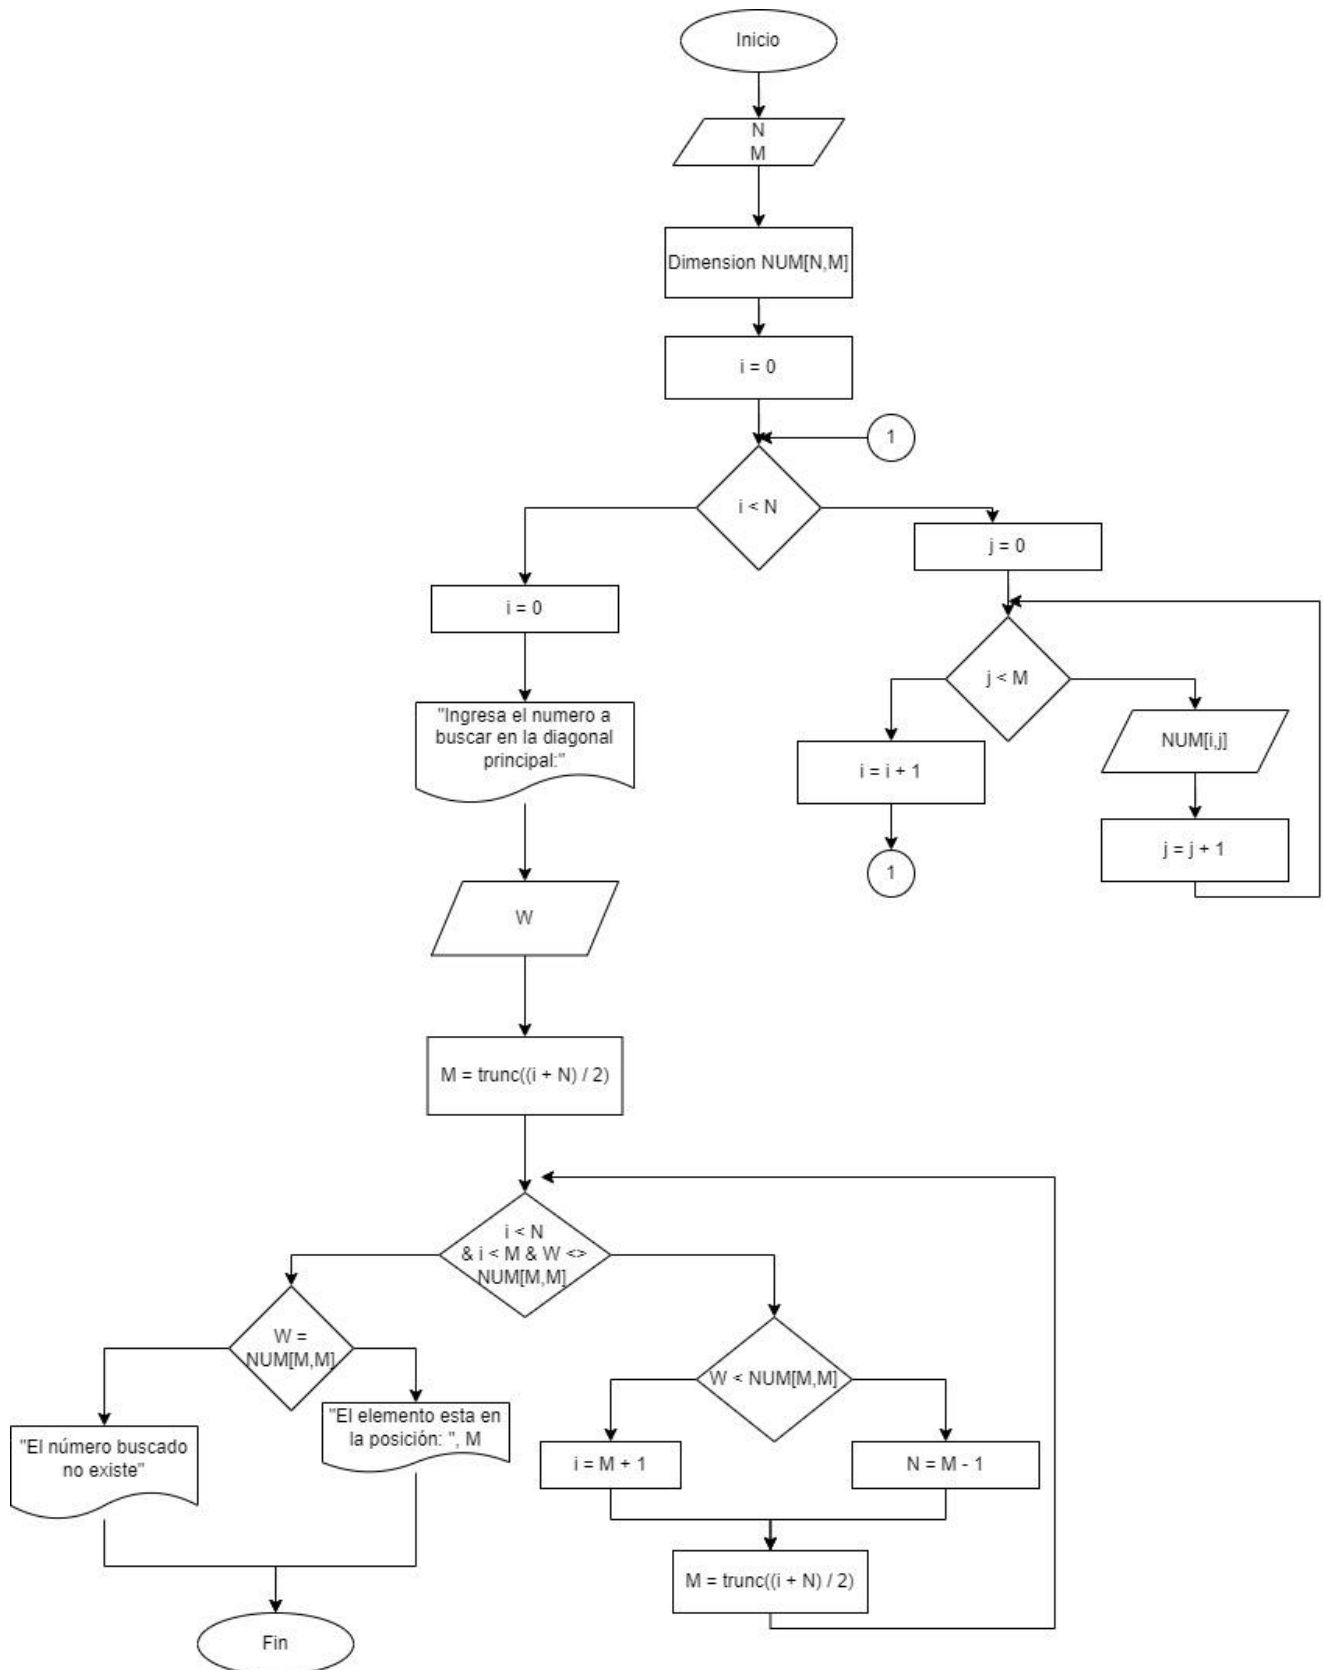 Inicio
N
M
Dimension NUM[N,M]
i = 0
1
i < N
j = 0
i = 0
j < M
"Ingresa el numero a
buscar en la diagonal
principal:"
NUM[i,j]
i = i + 1
j = j + 1
1
W
M = trunc((i + N) / 2)
i < N
& i < M & W <>
NUM[M,M]
W =
NUM[M,M]
W < NUM[M,M]
"El elemento esta en
la posición: ", M
"El número buscado
no existe"
i = M + 1
N = M - 1
M = trunc((i + N) / 2)
Fin